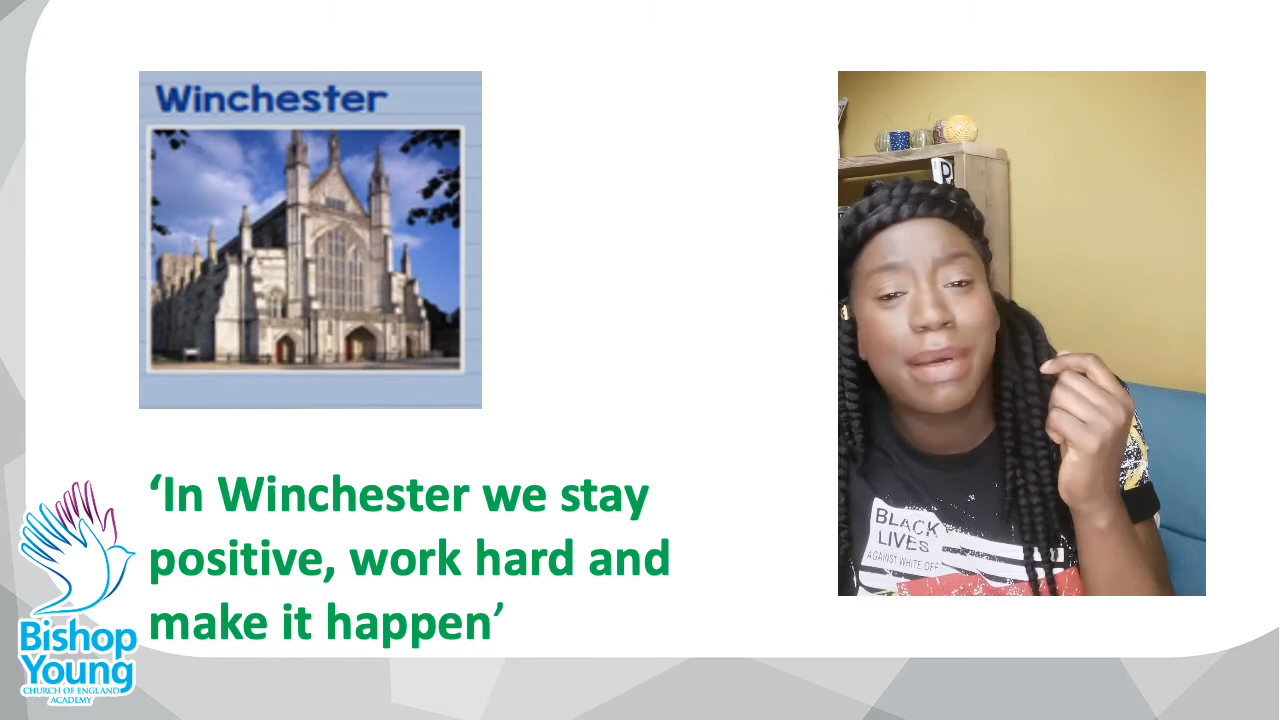 Winchester
‘In Winchester we stay
positive, work hard and
make it happen’
Bishop
Young
CHURCH OF ENGLAND
ACADEMY
BLACK
LIVES
AGAINST WHITE OFF